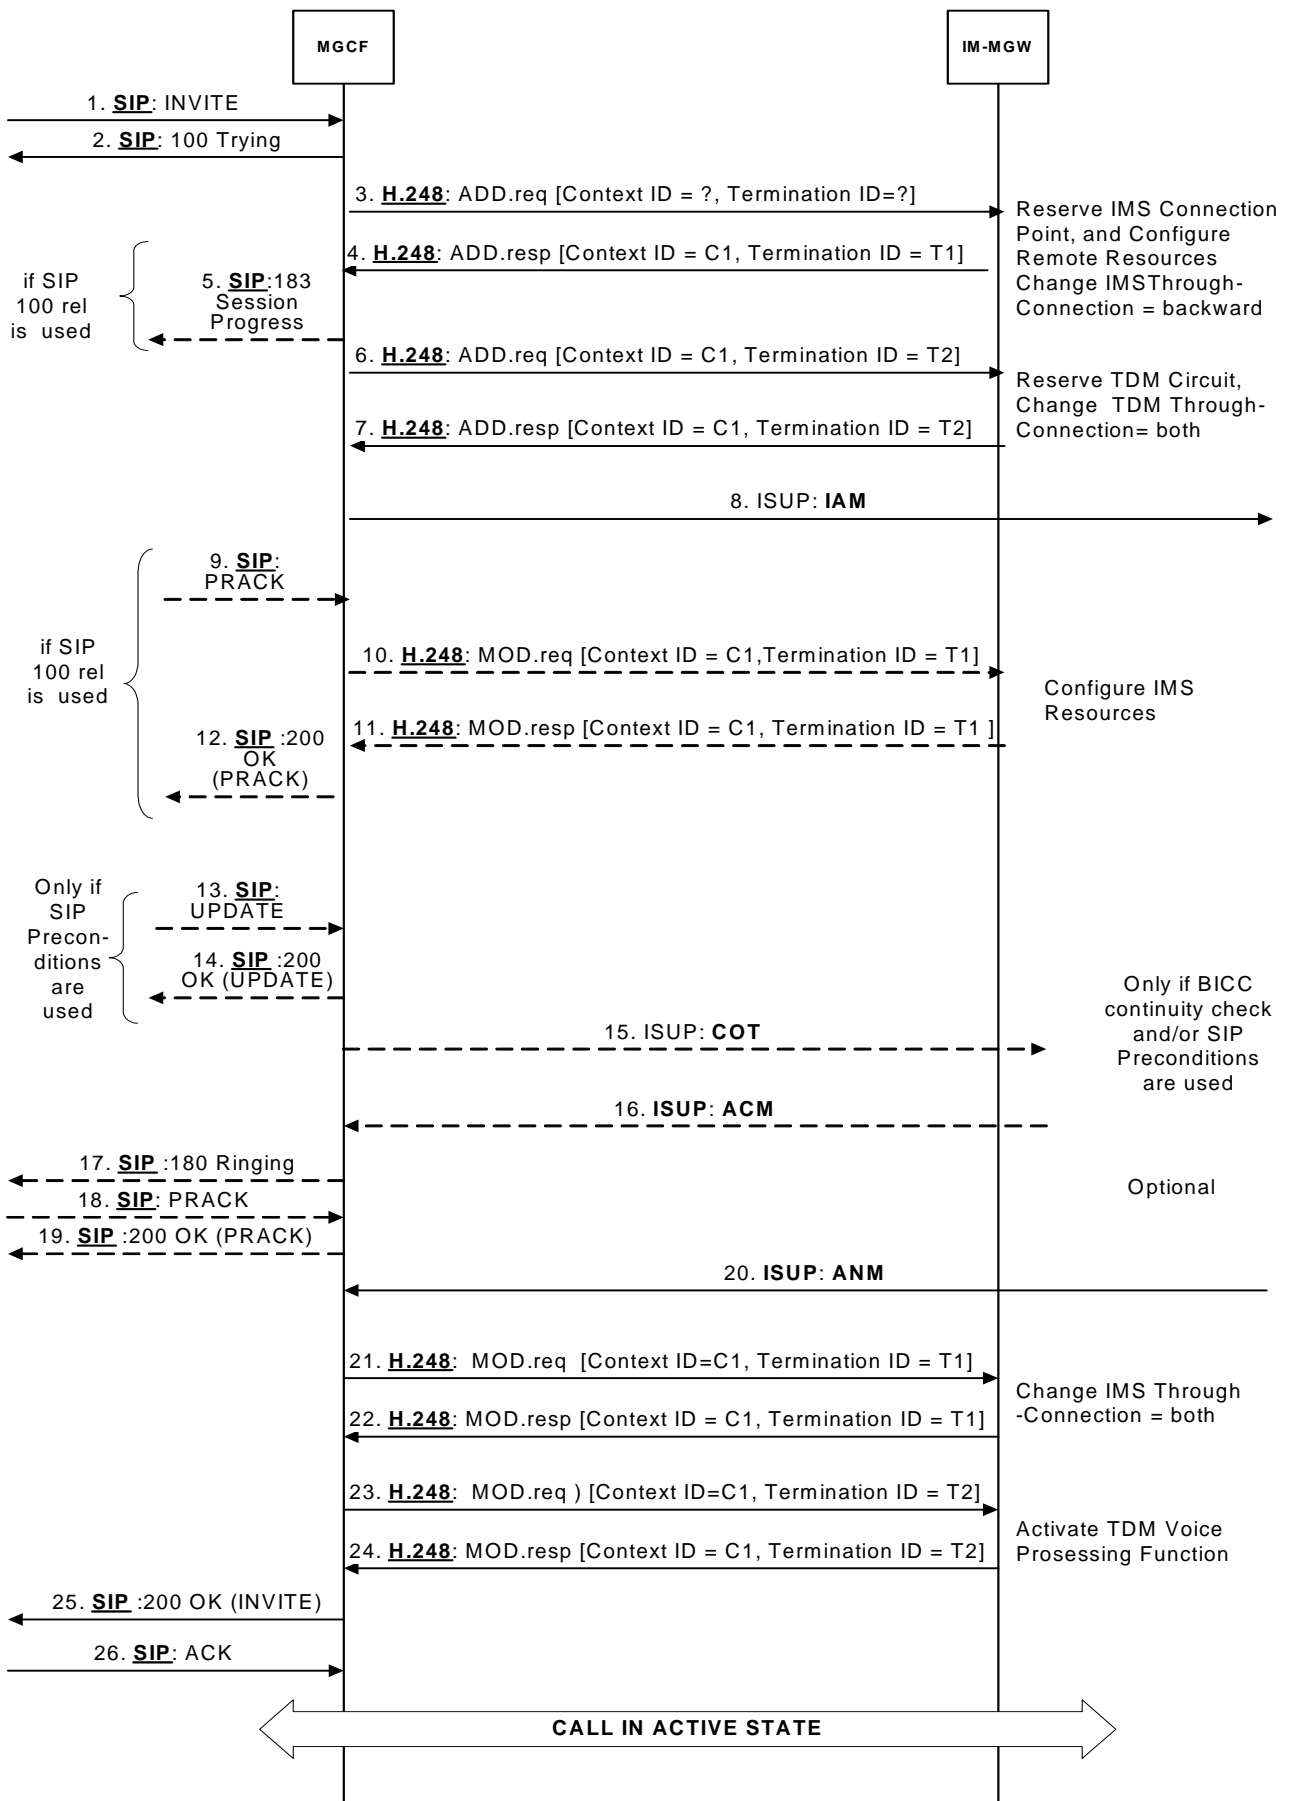 MGCF
IM-MGW
1. SIP: INVITE
2. SIP: 100 Trying
3. H.248: ADD.req [Context ID = ?, Termination ID=?]
Reserve IMS Connection
Point, and Configure
Remote Resources
Change IMSThrough-
Connection = backward
4. H.248: ADD.resp [Context ID = C1, Termination ID = T1]
if SIP
100 rel
is used
5. SIP:183
Session
Progress
6. H.248: ADD.req [Context ID = C1, Termination ID = T2]
Reserve TDM Circuit,
Change TDM Through-
Connection= both
7. H.248: ADD.resp [Context ID = C1, Termination ID = T2]
8. ISUP: IAM
9. SIP:
PRACK
if SIP
100 rel
is used
10. H.248: MOD.req [Context ID = C1,Termination ID = T1]
Configure IMS
Resources
11. H.248: MOD.resp [Context ID = C1, Termination ID = T1 ]
12. SIP :200
OK
(PRACK)
Only if
SIP
Precon-
ditions
are
used
13. SIP:
UPDATE
14. SIP :200
OK (UPDATE)
Only if BICC
continuity check
and/or SIP
Preconditions
are used
15. ISUP: COT
16. ISUP: ACM
17. SIP :180 Ringing
18. SIP: PRACK
Optional
19. SIP :200 OK (PRACK)
20. ISUP: ANM
21. H.248: MOD.req [Context ID=C1, Termination ID = T1]
Change IMS Through
-Connection = both
22. H.248: MOD.resp [Context ID = C1, Termination ID = T1]
23. H.248: MOD.req ) [Context ID=C1, Termination ID = T2]
Activate TDM Voice
Prosessing Function
24. H.248: MOD.resp [Context ID = C1, Termination ID = T2]
25. SIP :200 OK (INVITE)
26. SIP: ACK
CALL IN ACTIVE STATE